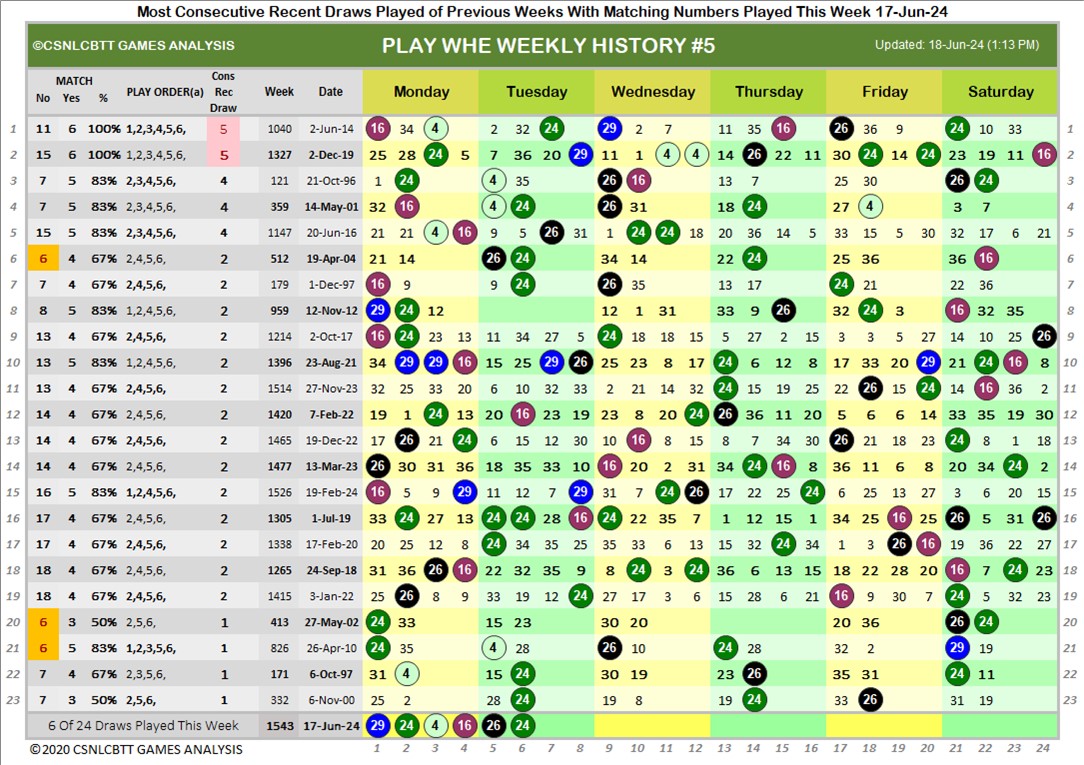 Most Consecutive Recent Draws Played of Previous Weeks With Matching Numbers Played This Week 17-Jun-24
©CSNLCBTT GAMES ANALYSIS PLAY WHE WEEKLY HISTORY #5 Updated: 18-Jun-24 (1:13 PM)
No MATCH Yes % PLAY ORDER(a) Cons Rec Draw Week Date Monday Tuesday Wednesday Thursday Friday Saturday
1 11 6 100% 1,2,3,4,5,6, 5 1040 2-Jun-14 16 34 4 2 32 24 29 2 7 11 35 16 26 36 9 24 10 33 1
2 15 6 100% 1,2,3,4,5,6, 5 1327 2-Dec-19 25 28 24 5 7 36 20 29 11 1 4 4 14 26 22 11 30 24 14 24 23 19 11 16 2
3 7 5 83% 2,3,4,5,6, 4 121 21-Oct-96 1 24 4 35 26 16 13 7 25 30 26 24 3
4 7 5 83% 2,3,4,5,6, 4 359 14-May-01 32 16 4 24 26 31 18 24 27 4 3 7 4
5 15 5 83% 2,3,4,5,6, 4 1147 20-Jun-16 21 21 4 16 9 5 26 31 1 24 24 18 20 36 14 5 33 15 5 30 32 17 6 21 5
6 6 4 67% 2,4,5,6, 2 512 19-Apr-04 21 14 26 24 34 14 22 24 25 36 36 16 6
7 7 4 67% 2,4,5,6, 2 179 1-Dec-97 16 9 9 24 26 35 13 17 24 21 22 36 7
8 8 5 83% 1,2,4,5,6, 2 959 12-Nov-12 29 24 12 12 1 31 33 9 26 32 24 3 16 32 35 8
9 13 4 67% 2,4,5,6, 2 1214 2-Oct-17 16 24 23 13 11 34 27 5 24 18 18 15 5 27 9 15 8 3 5 27 14 10 24 26 9
10 13 5 83% 1,2,4,5,6, 2 1396 23-Aug-21 34 29 29 16 15 25 29 26 25 23 8 17 24 6 12 8 17 33 20 29 21 24 16 8 10
11 13 4 67% 2,4,5,6, 2 1514 27-Nov-23 32 25 33 20 6 10 32 33 2 21 14 32 24 15 19 25 22 26 15 24 14 16 36 2 11
12 14 4 67% 2,4,5,6, 2 1420 7-Feb-22 19 1 24 13 20 16 23 19 23 8 20 24 26 36 11 20 5 6 6 14 33 35 19 30 12
13 14 4 67% 2,4,5,6, 2 1465 19-Dec-22 17 26 21 24 6 15 12 30 10 16 8 15 8 7 34 30 26 21 18 23 24 8 1 18 13
14 14 4 67% 2,4,5,6, 2 1477 13-Mar-23 26 30 31 36 18 35 33 10 16 20 2 31 34 24 16 8 36 11 6 8 20 34 24 2 14
15 16 5 83% 1,2,4,5,6, 2 1526 19-Feb-24 16 5 9 29 11 12 7 29 31 7 24 26 17 22 25 24 6 25 13 27 3 6 20 15 15
16 17 4 67% 2,4,5,6, 2 1305 1-Jul-19 33 24 27 13 24 24 28 16 24 22 35 7 1 12 15 1 34 25 16 25 26 5 31 26 16
17 17 4 67% 2,4,5,6, 2 1338 17-Feb-20 20 25 12 8 24 34 35 25 35 33 6 13 15 32 24 34 1 3 26 16 19 36 22 27 17
18 18 4 67% 2,4,5,6, 2 1265 24-Sep-18 31 36 26 16 22 32 35 9 8 24 3 24 36 6 13 15 18 22 28 20 16 7 24 23 18
19 18 4 67% 2,4,5,6, 2 1415 3-Jan-22 25 26 8 9 33 19 12 24 27 17 3 6 15 28 6 21 16 9 30 7 24 5 32 23 19
20 6 3 50% 2,5,6, 1 413 27-May-02 24 33 15 23 30 20 20 36 26 24 20
21 6 5 83% 1,2,3,5,6, 1 826 26-Apr-10 24 35 4 28 26 10 24 28 32 2 29 19 21
22 7 4 67% 2,3,5,6, 1 171 6-Oct-97 31 4 15 24 30 19 23 26 33 31 24 11 22
23 7 3 50% 2,5,6, 1 332 6-Nov-00 25 2 28 24 19 8 19 24 33 26 31 19 23
6 Of 24 Draws Played This Week 1543 17-Jun-24 29 24 4 16 26 24
© 2020 CSNLCBTT GAMES ANALYSIS 1 2 3 4 5 6 7 8 9 10 11 12 13 14 15 16 17 18 19 20 21 22 23 24